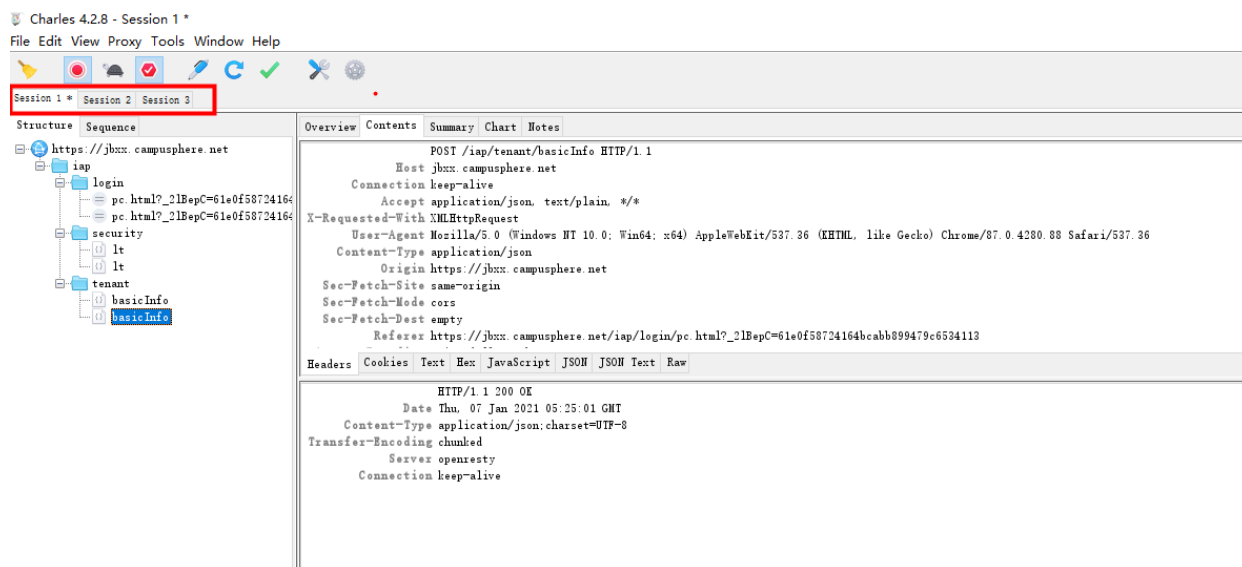 Charles 4.2.8 - Session 1 *
File Edit View Proxy Tools Window Help
Session 1 * Session 2 Session 3
Structure Sequence
https://jbxx.campusphere.net
iap
login
pc.html?_2lBepC=61e0f58724164
pc.html?_2lBepC=61e0f58724164
security
lt
lt
tenant
basicInfo
basicInfo
Overview Contents Summary Chart Notes
POST /iap/tenant/basicInfo HTTP/1.1
Host jbxx.campusphere.net
Connection keep-alive
Accept application/json, text/plain, */*
X-Requested-With XMLHttpRequest
User-Agent Mozilla/5.0 (Windows NT 10.0; Win64; x64) AppleWebKit/537.36 (KHTML, like Gecko) Chrome/87.0.4280.88 Safari/537.36
Content-Type application/json
Origin https://jbxx.campusphere.net
Sec-Fetch-Site same-origin
Sec-Fetch-Mode cors
Sec-Fetch-Dest empty
Referer https://jbxx.campusphere.net/iap/login/pc.html?_2lBepC=61e0f58724164bcabb899479c6534113
Headers Cookies Text Hex JavaScript JSON JSON Text Raw
HTTP/1.1 200 OK
Date Thu, 07 Jan 2021 05:25:01 GMT
Content-Type application/json;charset=UTF-8
Transfer-Encoding chunked
Server openresty
Connection keep-alive